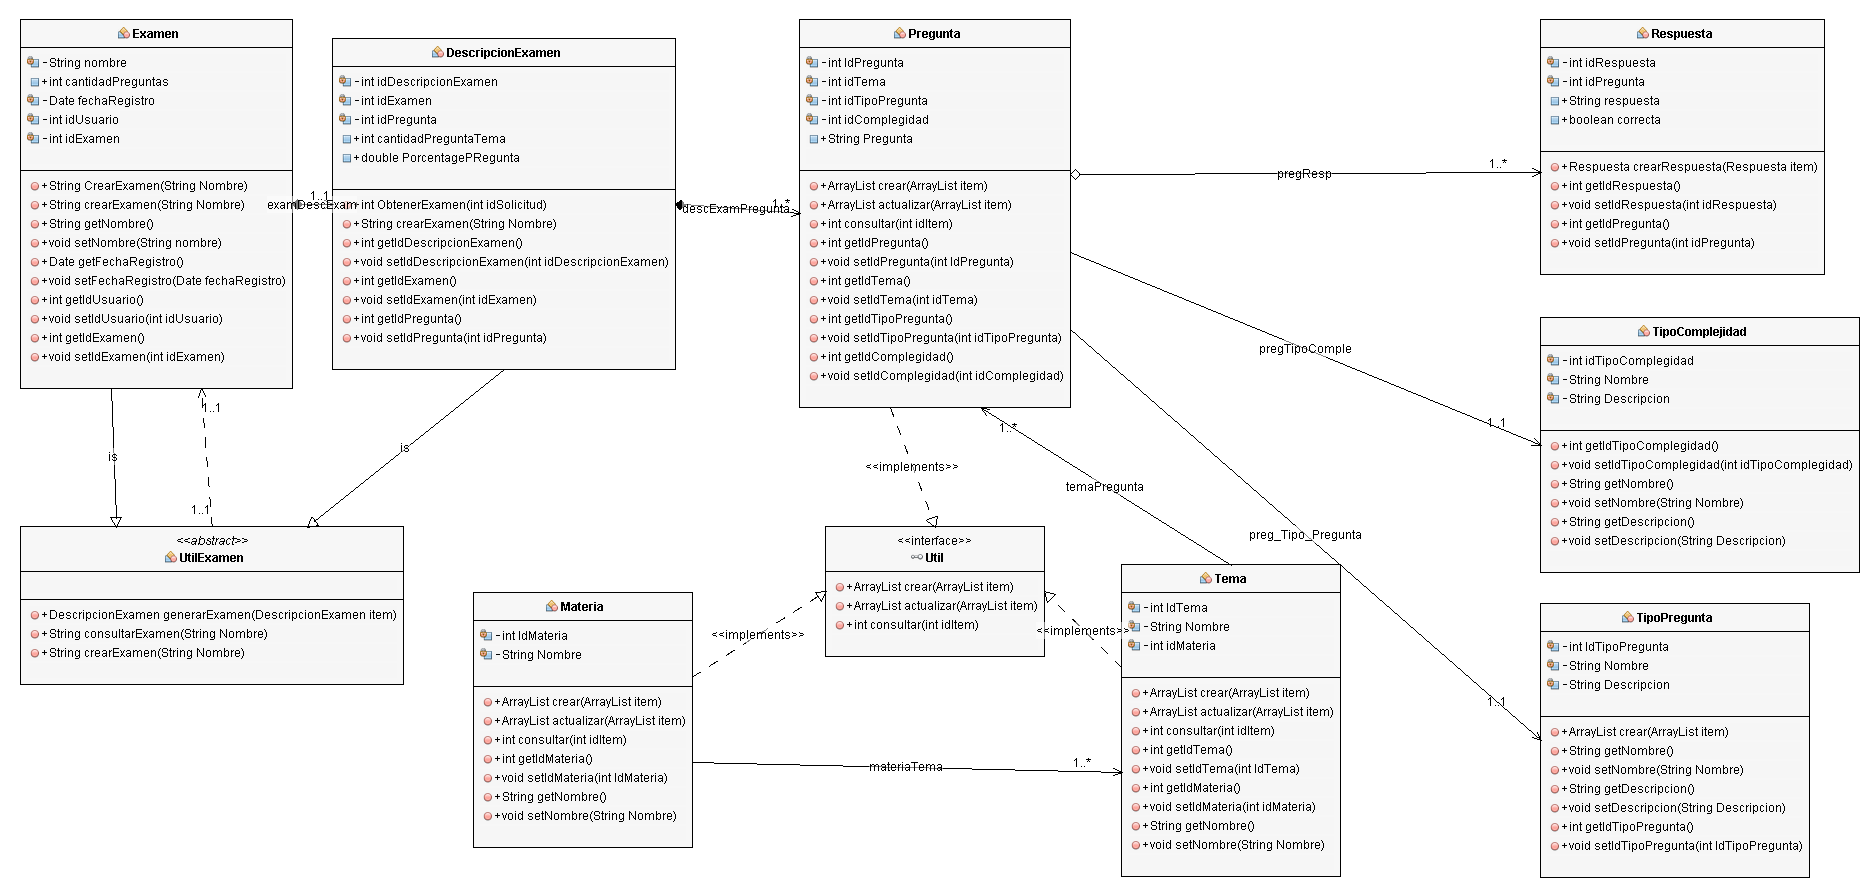 Examen
-String nombre
+int cantidadPreguntas
-Date fechaRegistro
-int idUsuario
-int idExamen
+String CrearExamen(String Nombre)
+String crearExamen(String Nombre)
+String getNombre()
+void setNombre(String nombre)
+Date getFechaRegistro()
+void setFechaRegistro(Date fechaRegistro)
+int getIdUsuario()
+void setIdUsuario(int idUsuario)
+int getIdExamen()
+void setIdExamen(int idExamen)
examDescExam
1..1
DescripcionExamen
-int idDescripcionExamen
-int idExamen
-int idPregunta
+int cantidadPreguntaTema
+double PorcentagePRegunta
+int ObtenerExamen(int idSolicitud)
+String crearExamen(String Nombre)
+int getIdDescripcionExamen()
+void setIdDescripcionExamen(int idDescripcionExamen)
+int getIdExamen()
+void setIdExamen(int idExamen)
+int getIdPregunta()
+void setIdPregunta(int idPregunta)
descExamPregunta
1..*
Pregunta
-int IdPregunta
-int idTema
-int idTipoPregunta
-int idComplegidad
+String Pregunta
+ArrayList crear(ArrayList item)
+ArrayList actualizar(ArrayList item)
+int consultar(int idItem)
+int getIdPregunta()
+void setIdPregunta(int IdPregunta)
+int getIdTema()
+void setIdTema(int idTema)
+int getIdTipoPregunta()
+void setIdTipoPregunta(int idTipoPregunta)
+int getIdComplegidad()
+void setIdComplegidad(int idComplegidad)
pregResp
1..*
Respuesta
-int idRespuesta
-int idPregunta
+String respuesta
+boolean correcta
+Respuesta crearRespuesta(Respuesta item)
+int getIdRespuesta()
+void setIdRespuesta(int idRespuesta)
+int getIdPregunta()
+void setIdPregunta(int idPregunta)
pregTipoComple
1..1
TipoComplejidad
-int idTipoComplegidad
-String Nombre
-String Descripcion
+int getIdTipoComplegidad()
+void setIdTipoComplegidad(int idTipoComplegidad)
+String getNombre()
+void setNombre(String Nombre)
+String getDescripcion()
+void setDescripcion(String Descripcion)
is
1..1
1..1
is
<<implements>>
1..*
temaPregunta
preg_Tipo_Pregunta
1..1
<<abstract>>
UtilExamen
+DescripcionExamen generarExamen(DescripcionExamen item)
+String consultarExamen(String Nombre)
+String crearExamen(String Nombre)
<<interface>>
Util
+ArrayList crear(ArrayList item)
+ArrayList actualizar(ArrayList item)
+int consultar(int idItem)
<<implements>>
<<implements>>
Materia
-int IdMateria
-String Nombre
+ArrayList crear(ArrayList item)
+ArrayList actualizar(ArrayList item)
+int consultar(int idItem)
+int getIdMateria()
+void setIdMateria(int IdMateria)
+String getNombre()
+void setNombre(String Nombre)
materiaTema
1..*
Tema
-int IdTema
-String Nombre
-int idMateria
+ArrayList crear(ArrayList item)
+ArrayList actualizar(ArrayList item)
+int consultar(int idItem)
+int getIdTema()
+void setIdTema(int IdTema)
+int getIdMateria()
+void setIdMateria(int idMateria)
+String getNombre()
+void setNombre(String Nombre)
TipoPregunta
-int IdTipoPregunta
-String Nombre
-String Descripcion
+ArrayList crear(ArrayList item)
+String getNombre()
+void setNombre(String Nombre)
+String getDescripcion()
+void setDescripcion(String Descripcion)
+int getIdTipoPregunta()
+void setIdTipoPregunta(int IdTipoPregunta)